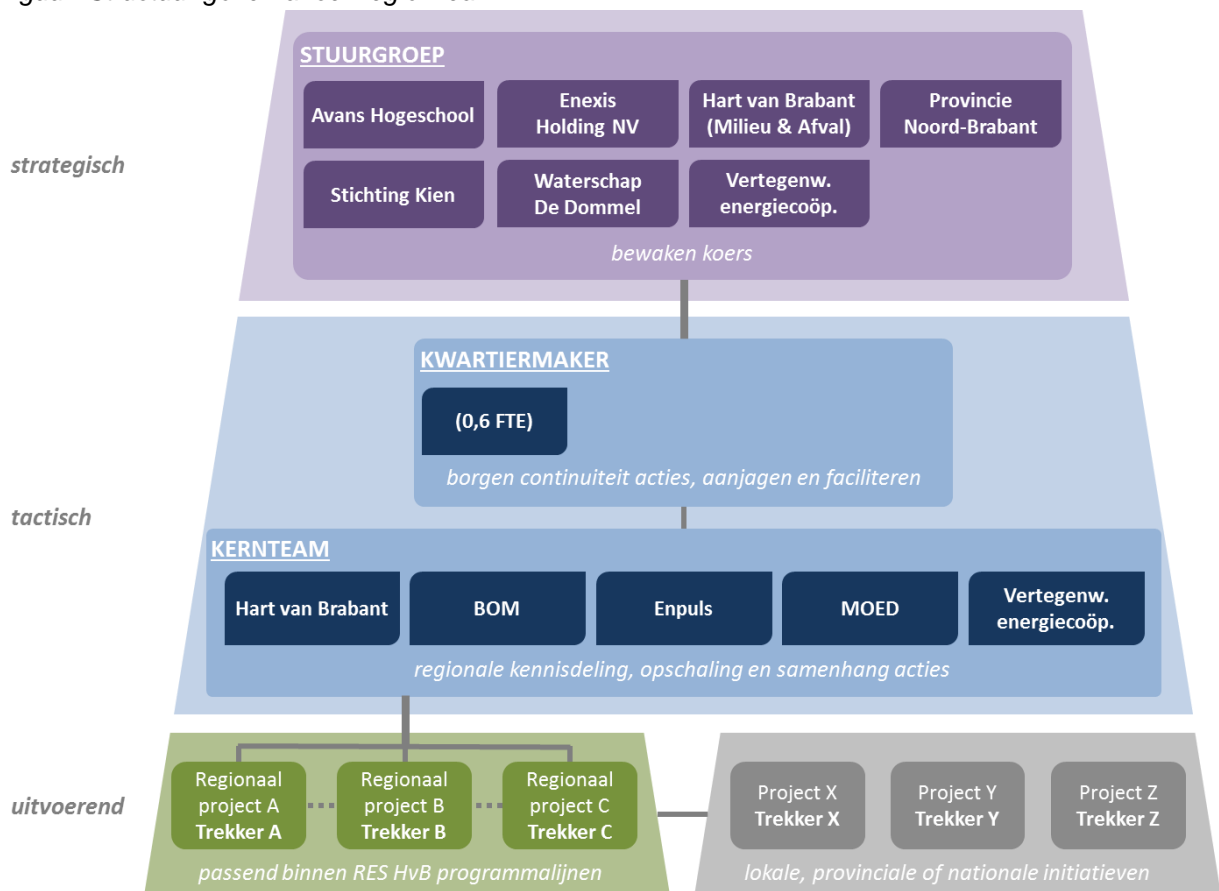 STUURGROEP
Avans Hogeschool
Enexis
Holding NV
Hart van Brabant
(Milieu & Afval)
Provincie
Noord-Brabant
strategisch
Stichting Kien
Waterschap
De Dommel
Vertegenw.
energiecoöp.
bewaken koers
KWARTIERMAKER
(0,6 FTE)
borgen continuiteit acties, aanjagen en faciliteren
tactisch
KERNTEAM
Hart van Brabant
BOM
Enpuls
MOED
Vertegenw.
energiecoöp.
regionale kennisdeling, opschaling en samenhang acties
uitvoerend
Regionaal
project A
Trekker A
Regionaal
project B
Trekker B
Regionaal
project C
Trekker C
passend binnen RES HvB programmalijnen
Project X
Trekker X
Project Y
Trekker Y
Project Z
Trekker Z
lokale, provinciale of nationale initiatieven